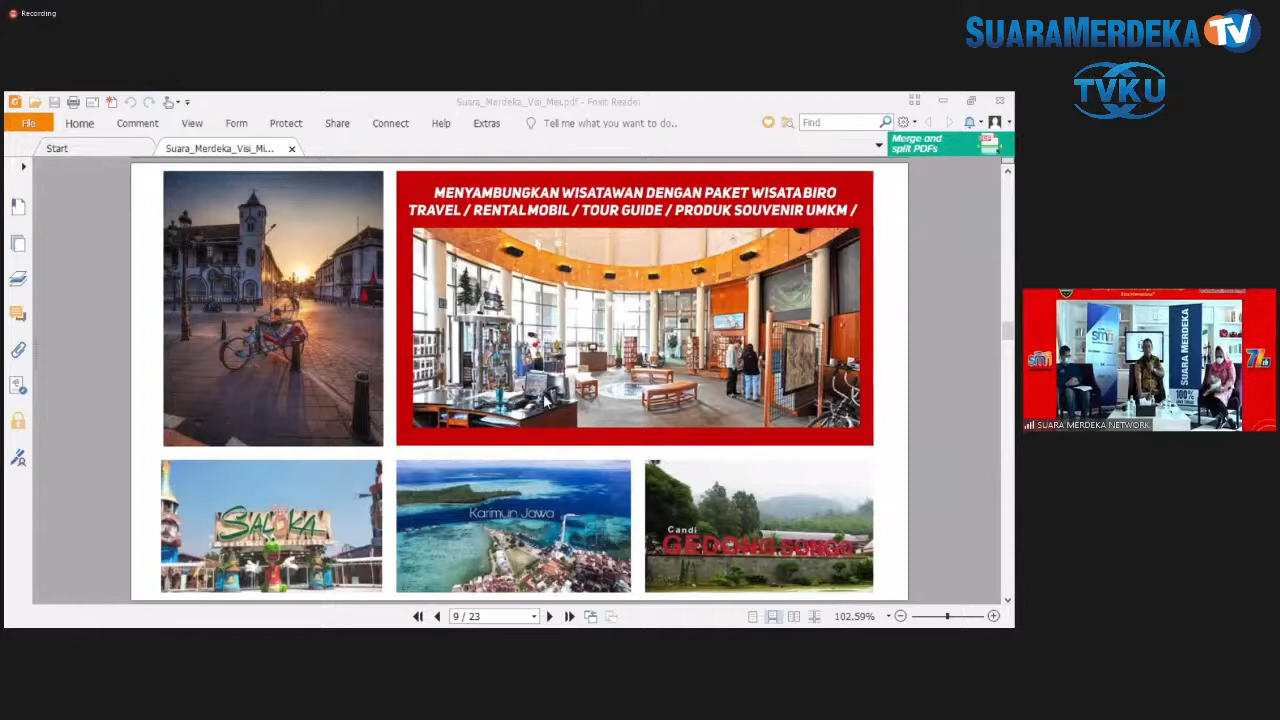 Recording
SUARAMERDEKA TV
TVKU
Suara_Merdeka_Visi_Misi.pdf - Foxit Reader
File
Home
Comment
View
Form
Protect
Share
Connect
Help
Extras
Tell me what you want to do..
Find
Start
Suara_Merdeka_Visi_Mi...
Merge and
split PDFs
MENYAMBUNGKAN WISATAWAN DENGAN PAKET WISATA BIRO
TRAVEL / RENTAL MOBIL / TOUR GUIDE / PRODUK SOUVENIR UMKM /
SALOKA
Karimun Jawa
Candi
GEDONG SONGO
smn
smn
SUARA MERDEKA
100%
SUARA MERDEKA NETWORK
9 / 23
102.59%